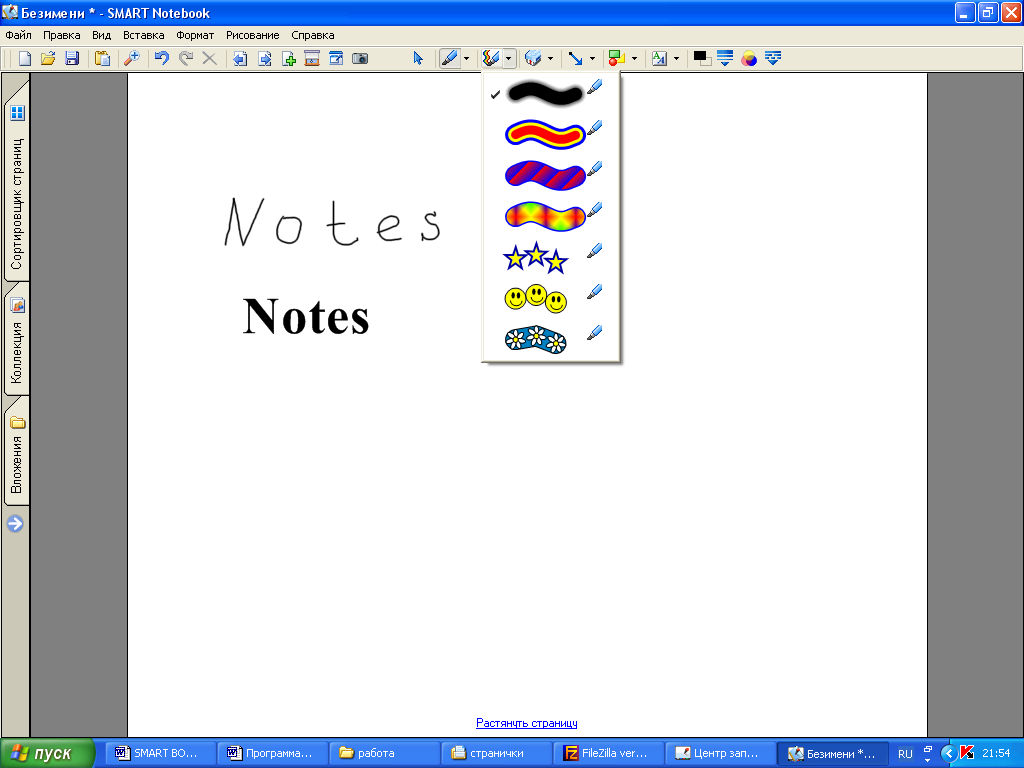 Безимени * - SMART Notebook
Файл Правка Вид Вставка Формат Рисование Справка
Сортировщик страниц
Коллекция
Вложения
Notes
Notes
Растянуть страницу
пуск
SMART BO...
Программа...
работа
странички
FileZilla ver...
Центр зап...
Безимени *...
RU
21:54